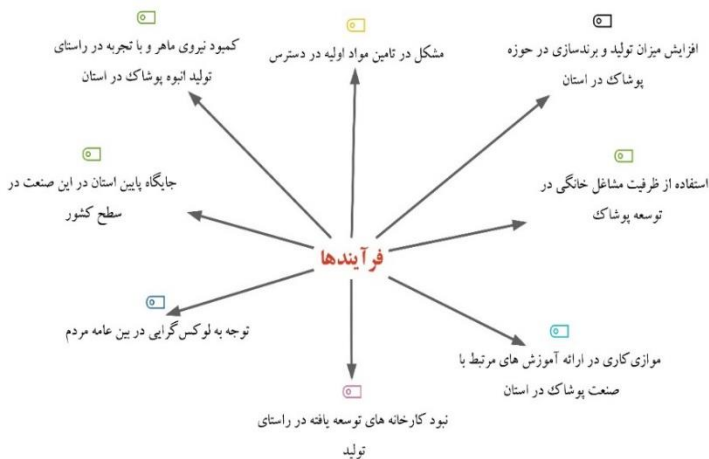 افزایش میزان تولید و برندسازی در حوزه
پوشاک در استان
مشکل در تامین مواد اولیه در دسترس
کمبود نیروی ماهر و با تجربه در راستای
تولید انبوه پوشاک در استان
استفاده از ظرفیت مشاغل خانگی در
توسعه پوشاک
جایگاه پایین استان در این صنعت در
سطح کشور
فرآیندها
توجه به لوکس‌گرایی در بین عامه مردم
موازی‌کاری در ارائه آموزش های مرتبط با
صنعت پوشاک در استان
نبود کارخانه های توسعه یافته در راستای
تولید